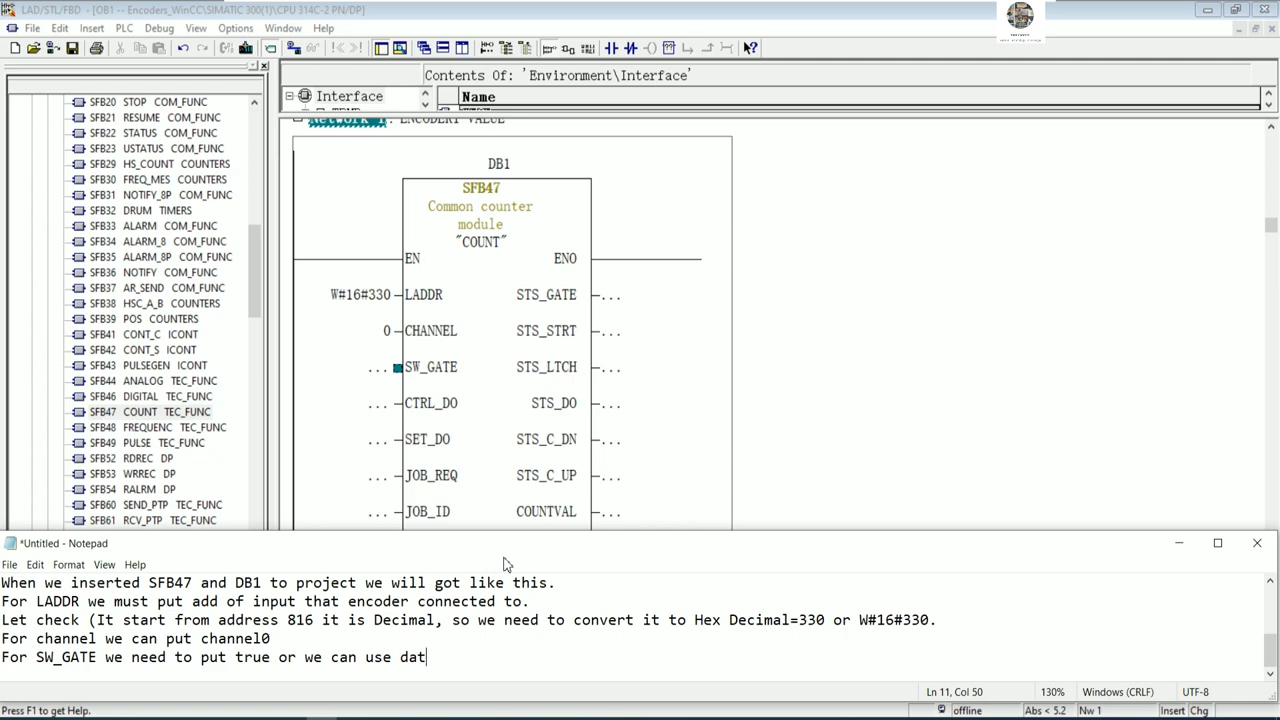 LAD/STL/FBD - [OB1 -- Encoders_WinCC\SIMATIC 300(1)\CPU 314C-2 PN/DP]
File Edit Insert PLC Debug View Options Window Help
Contents Of: 'Environment\Interface'
Interface
Name
Network 1: ENCODER1 VALUE
SFB20 STOP COM_FUNC
SFB21 RESUME COM_FUNC
SFB22 STATUS COM_FUNC
SFB23 USTATUS COM_FUNC
SFB29 HS_COUNT COUNTERS
SFB30 FREQ_MES COUNTERS
SFB31 NOTIFY_8P COM_FUNC
SFB32 DRUM TIMERS
SFB33 ALARM COM_FUNC
SFB34 ALARM_8 COM_FUNC
SFB35 ALARM_8P COM_FUNC
SFB36 NOTIFY COM_FUNC
SFB37 AR_SEND COM_FUNC
SFB38 HSC_A_B COUNTERS
SFB39 POS COUNTERS
SFB41 CONT_C ICONT
SFB42 CONT_S ICONT
SFB43 PULSEGEN ICONT
SFB44 ANALOG TEC_FUNC
SFB46 DIGITAL TEC_FUNC
SFB47 COUNT TEC_FUNC
SFB48 FREQUENC TEC_FUNC
SFB49 PULSE TEC_FUNC
SFB52 RDREC DP
SFB53 WRREC DP
SFB54 RALRM DP
SFB60 SEND_PTP TEC_FUNC
SFB61 RCV_PTP TEC_FUNC
DB1
SFB47
Common counter
module
"COUNT"
EN ENO
W#16#330 LADDR STS_GATE ...
0 CHANNEL STS_STRT ...
... SW_GATE STS_LTCH ...
... CTRL_DO STS_DO ...
... SET_DO STS_C_DN ...
... JOB_REQ STS_C_UP ...
... JOB_ID COUNTVAL ...
*Untitled - Notepad
File Edit Format View Help
When we inserted SFB47 and DB1 to project we will got like this.
For LADDR we must put add of input that encoder connected to.
Let check (It start from address 816 it is Decimal, so we need to convert it to Hex Decimal=330 or W#16#330.
For channel we can put channel0
For SW_GATE we need to put true or we can use dat
Ln 11, Col 50 130% Windows (CRLF) UTF-8
Press F1 to get Help. offline Abs < 5.2 Nw 1 Insert Chg